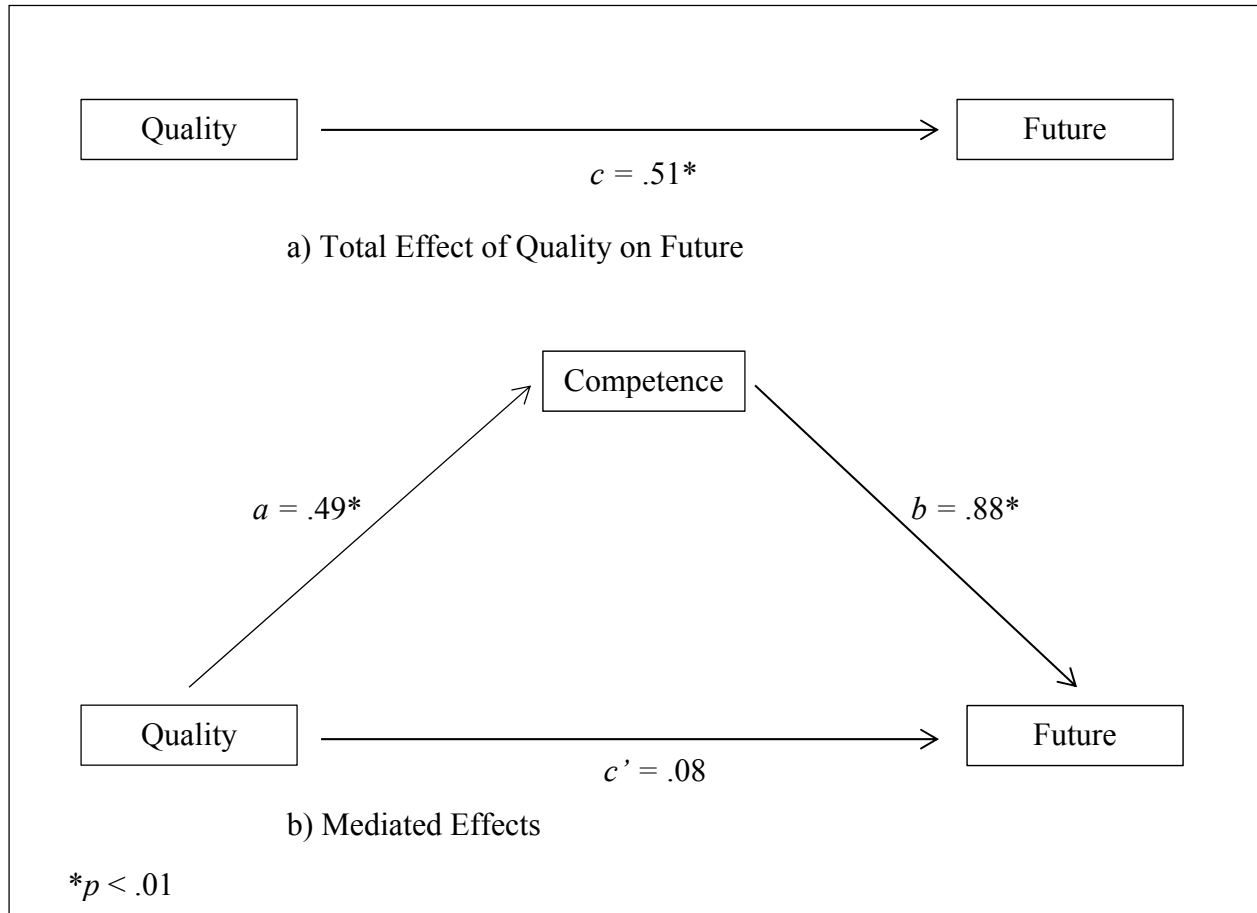 Quality
Future
c = .51*
a) Total Effect of Quality on Future
Competence
a = .49*
b = .88*
Quality
Future
c’ = .08
b) Mediated Effects
*p < .01